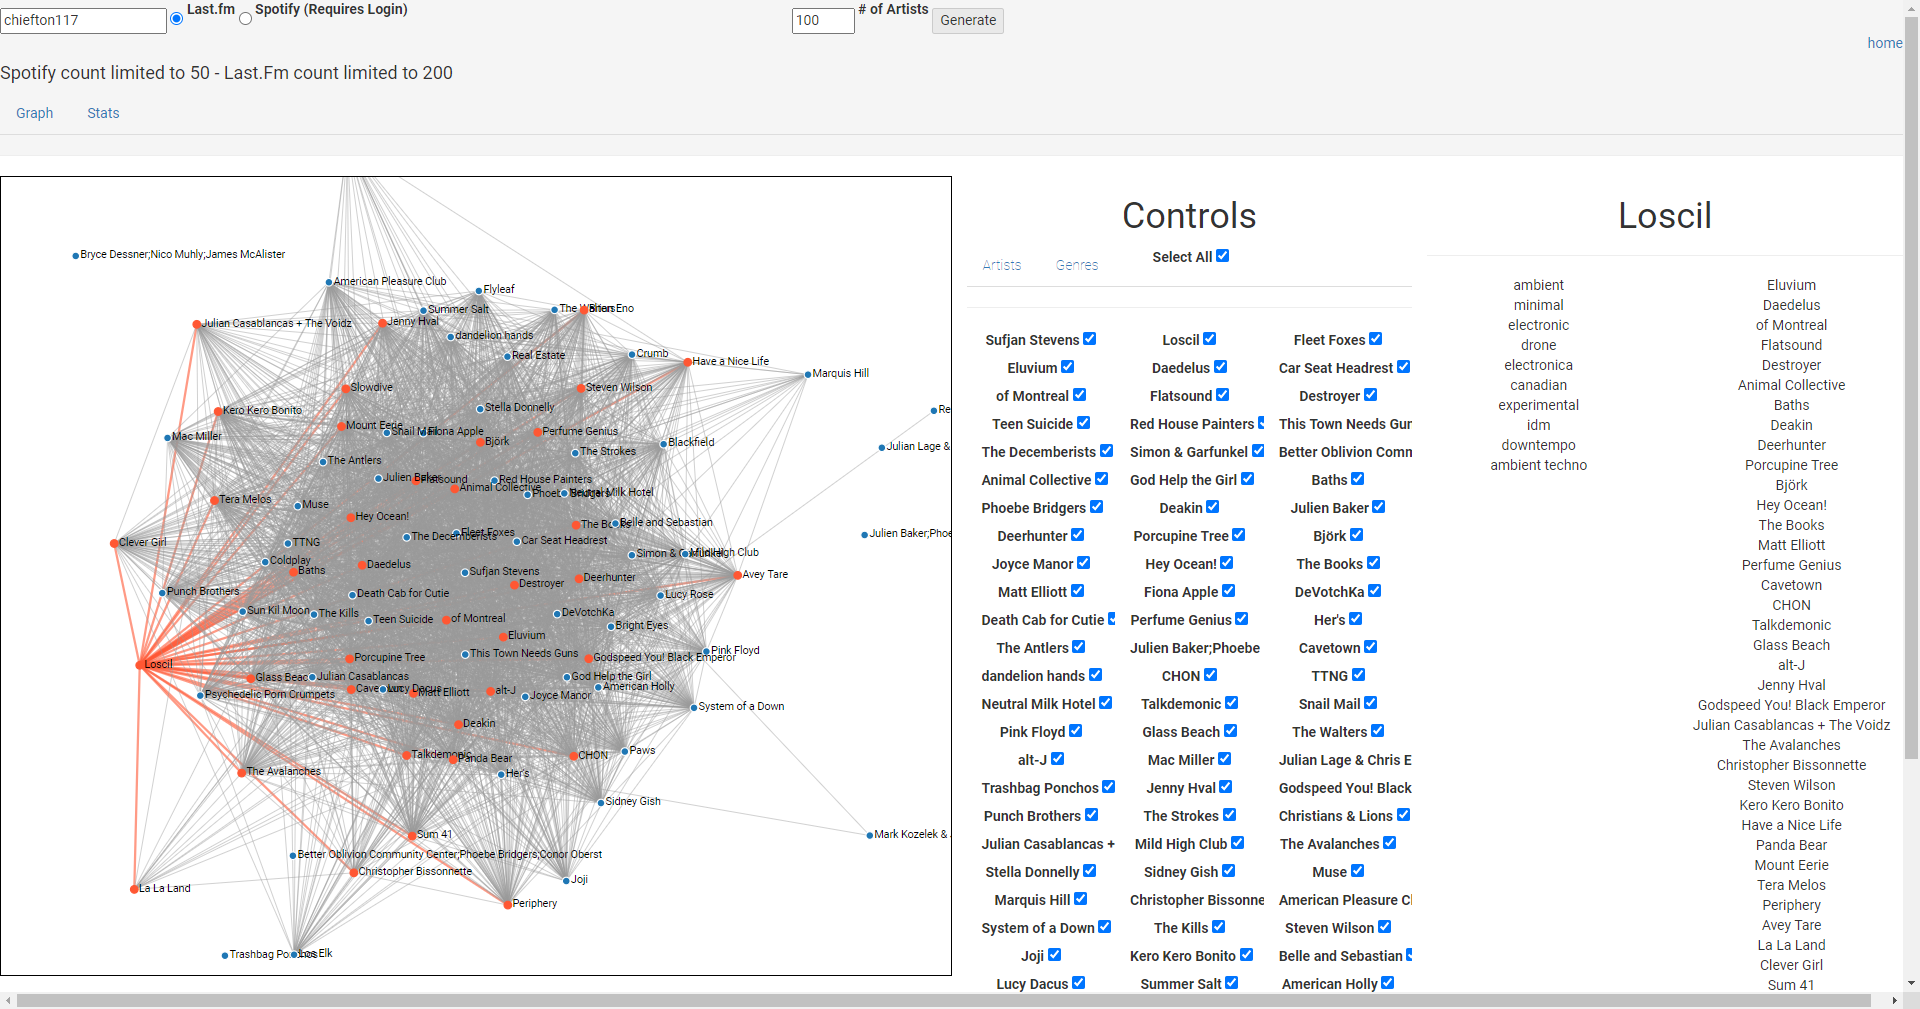 chiefton117 Last.fm Spotify (Requires Login) 100 # of Artists Generate
home
Spotify count limited to 50 - Last.Fm count limited to 200
Graph Stats
Bryce Dessner;Nico Muhly;James McAlister
American Pleasure Club
Flyleaf
Summer Salt
The Walters
Brian Eno
Julian Casablancas + The Voidz
Jenny Hval
dandelion hands
Real Estate
Crumb
Have a Nice Life
Marquis Hill
Slowdive
Steven Wilson
Kero Kero Bonito
Stella Donnelly
Re
Mac Miller
Mount Eerie
Snail Mail
Fiona Apple
Björk
Perfume Genius
Blackfield
Julian Lage &
The Strokes
The Antlers
Julien Baker
Flatsound
Red House Painters
Animal Collective
Phoebe Bridgers
Neutral Milk Hotel
Tera Melos
Muse
Hey Ocean!
The Books
Belle and Sebastian
Fleet Foxes
The Decemberists
Car Seat Headrest
Julien Baker;Phoe
Clever Girl
TTNG
Simon & Garfunkel
Mild High Club
Coldplay
Baths
Daedelus
Sufjan Stevens
Destroyer
Deerhunter
Avey Tare
Punch Brothers
Death Cab for Cutie
Lucy Rose
Sun Kil Moon
The Kills
Teen Suicide
of Montreal
DeVotchKa
Bright Eyes
Eluvium
Pink Floyd
Loscil
Porcupine Tree
This Town Needs Guns
Godspeed You! Black Emperor
Glass Beac
Julian Casablancas
God Help the Girl
American Holly
Psychedelic Porn Crumpets
Cave
Lucy Dacus
Matt Elliott
alt-J
Joyce Manor
System of a Down
Deakin
Talkdemonic
Panda Bear
CHON
Paws
The Avalanches
Her's
Sidney Gish
Sum 41
Mark Kozelek &
Better Oblivion Community Center;Phoebe Bridgers;Conor Oberst
Christopher Bissonnette
Joji
La La Land
Periphery
Trashbag Po
Los Elk
Controls
Select All
Artists Genres
Sufjan Stevens Loscil Fleet Foxes
Eluvium Daedelus Car Seat Headrest
of Montreal Flatsound Destroyer
Teen Suicide Red House Painters This Town Needs Gur
The Decemberists Simon & Garfunkel Better Oblivion Comn
Animal Collective God Help the Girl Baths
Phoebe Bridgers Deakin Julien Baker
Deerhunter Porcupine Tree Björk
Joyce Manor Hey Ocean! The Books
Matt Elliott Fiona Apple DeVotchKa
Death Cab for Cutie Perfume Genius Her's
The Antlers Julien Baker;Phoebe Cavetown
dandelion hands CHON TTNG
Neutral Milk Hotel Talkdemonic Snail Mail
Pink Floyd Glass Beach The Walters
alt-J Mac Miller Julian Lage & Chris E
Trashbag Ponchos Jenny Hval Godspeed You! Black
Punch Brothers The Strokes Christians & Lions
Julian Casablancas + Mild High Club The Avalanches
Stella Donnelly Sidney Gish Muse
Marquis Hill Christopher Bissonne American Pleasure Cl
System of a Down The Kills Steven Wilson
Joji Kero Kero Bonito Belle and Sebastian
Lucy Dacus Summer Salt American Holly
Loscil
ambient
minimal
electronic
drone
electronica
canadian
experimental
idm
downtempo
ambient techno
Eluvium
Daedelus
of Montreal
Flatsound
Destroyer
Animal Collective
Baths
Deakin
Deerhunter
Porcupine Tree
Björk
Hey Ocean!
The Books
Matt Elliott
Perfume Genius
Cavetown
CHON
Talkdemonic
Glass Beach
alt-J
Jenny Hval
Godspeed You! Black Emperor
Julian Casablancas + The Voidz
The Avalanches
Christopher Bissonnette
Steven Wilson
Kero Kero Bonito
Have a Nice Life
Panda Bear
Mount Eerie
Tera Melos
Periphery
Avey Tare
La La Land
Clever Girl
Sum 41